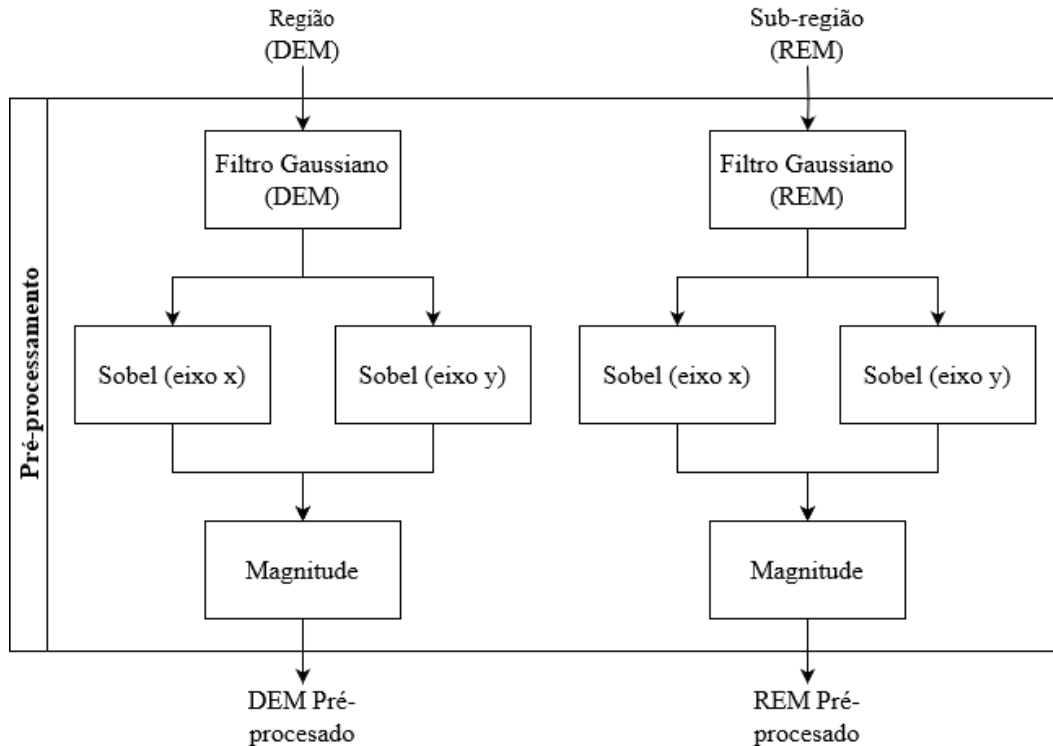 Região
(DEM)
Sub-região
(REM)
Pré-processamento
Filtro Gaussiano
(DEM)
Filtro Gaussiano
(REM)
Sobel (eixo x)
Sobel (eixo y)
Sobel (eixo x)
Sobel (eixo y)
Magnitude
Magnitude
DEM Pré-
procesado
REM Pré-
procesado